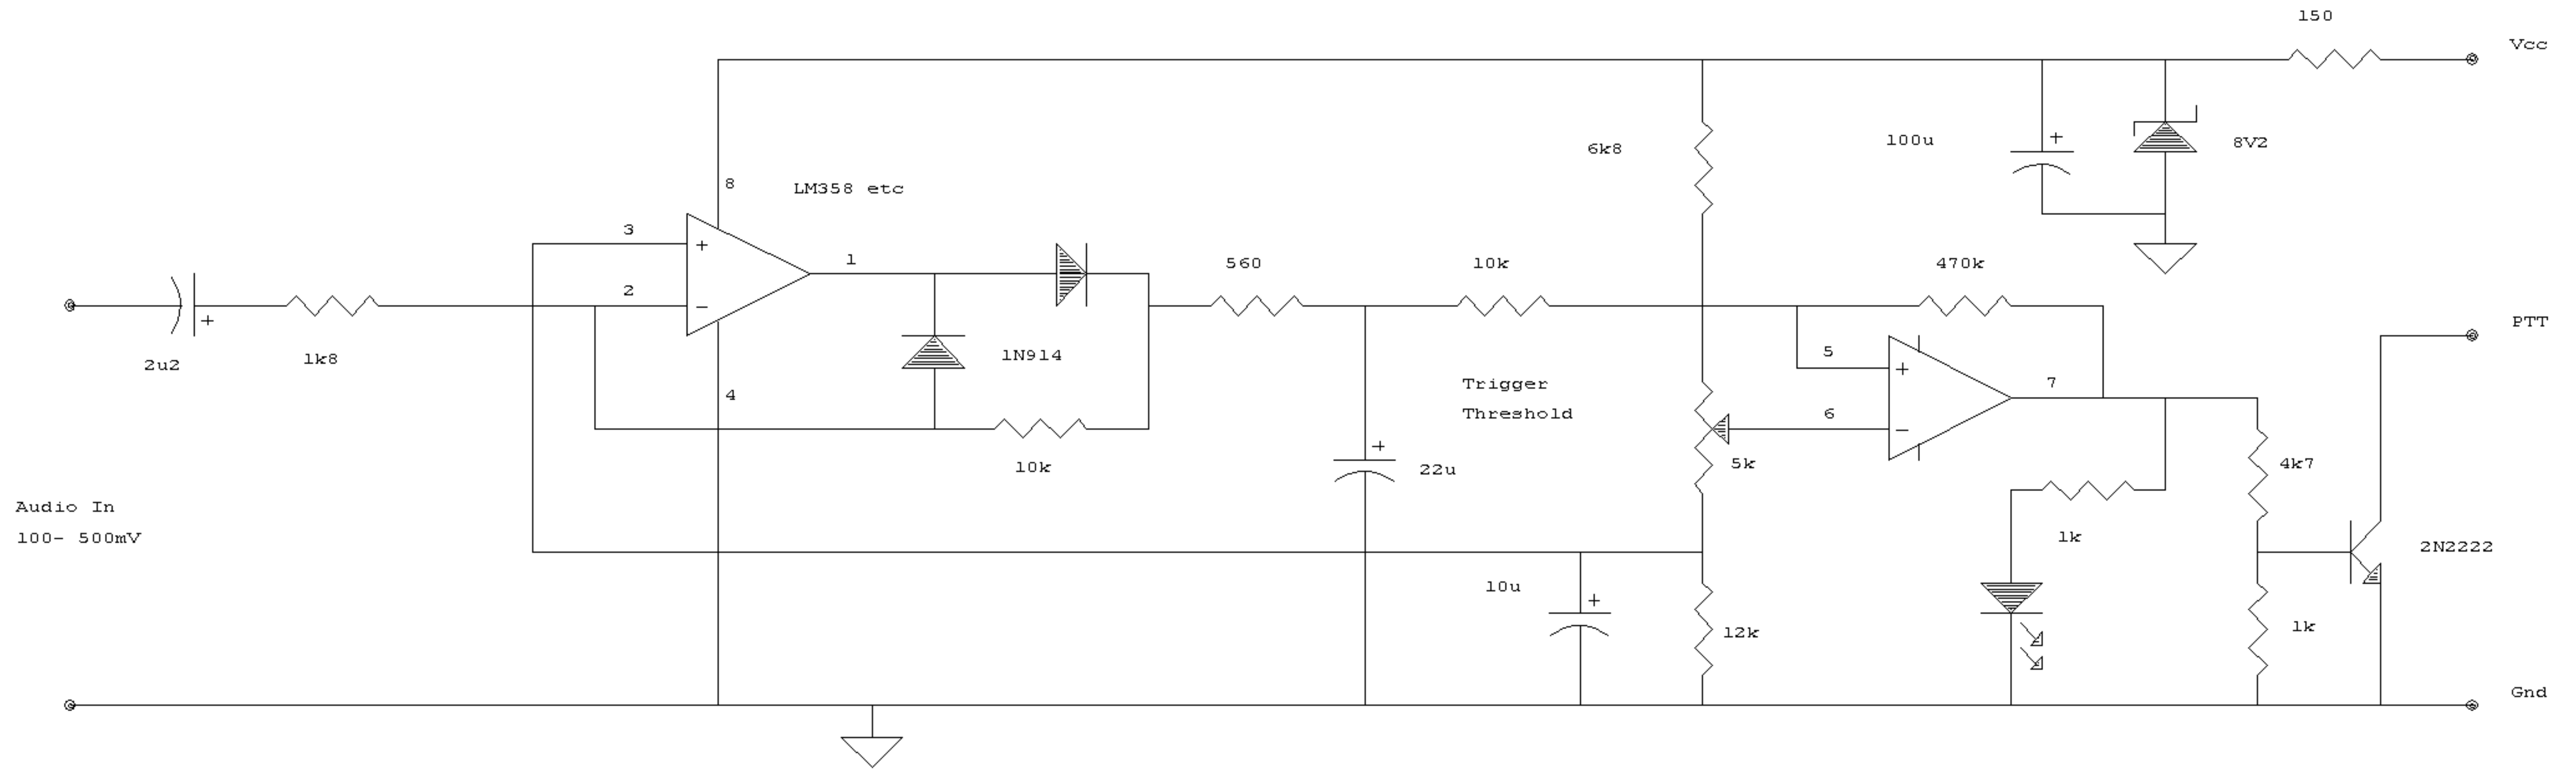 150
Vcc
6k8
100u
+
8V2
8
LM358 etc
3
+
1
560
10k
470k
2
−
+
2u2
1k8
1N914
PTT
5
+
7
Trigger
Threshold
4
6
−
10k
+
22u
5k
4k7
Audio In
100- 500mV
1k
2N2222
10u
+
12k
1k
Gnd